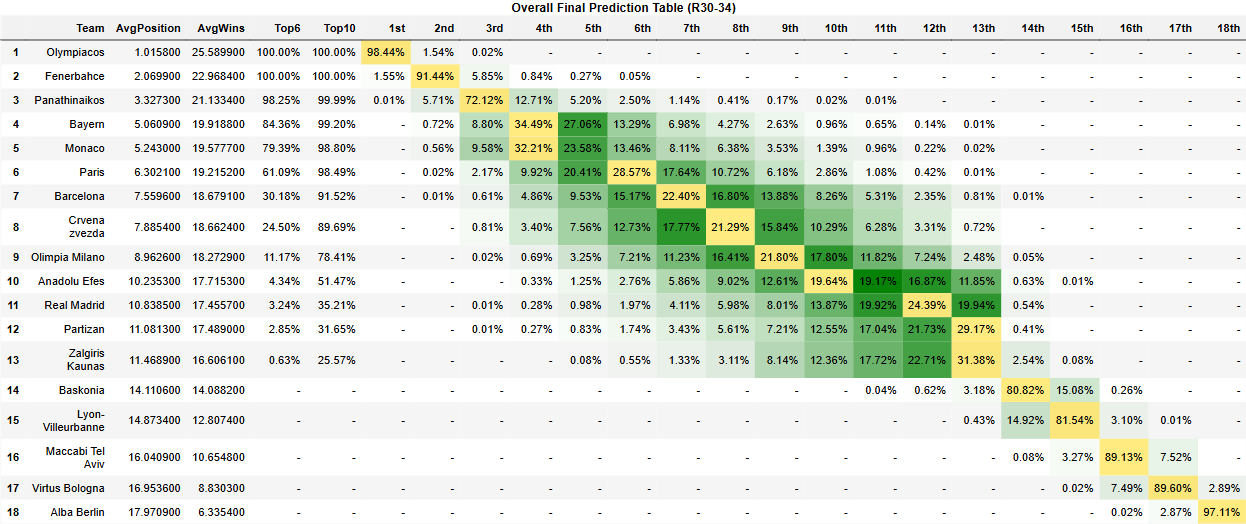 Overall Final Prediction Table (R30-34)
Team AvgPosition AvgWins Top6 Top10 1st 2nd 3rd 4th 5th 6th 7th 8th 9th 10th 11th 12th 13th 14th 15th 16th 17th 18th
1 Olympiacos 1.015800 25.589900 100.00% 100.00% 98.44% 1.54% 0.02% - - - - - - - - - - - - - - -
2 Fenerbahce 2.069900 22.968400 100.00% 100.00% 1.55% 91.44% 5.85% 0.84% 0.27% 0.05% - - - - - - - - - - - -
3 Panathinaikos 3.327300 21.133400 98.25% 99.99% 0.01% 5.71% 72.12% 12.71% 5.20% 2.50% 1.14% 0.41% 0.17% 0.02% 0.01% - - - - - - -
4 Bayern 5.060900 19.918800 84.36% 99.20% - 0.72% 8.80% 34.49% 27.06% 13.29% 6.98% 4.27% 2.63% 0.96% 0.65% 0.14% 0.01% - - - - -
5 Monaco 5.243000 19.577700 79.39% 98.80% - 0.56% 9.58% 32.21% 23.58% 13.46% 8.11% 6.38% 3.53% 1.39% 0.96% 0.22% 0.02% - - - - -
6 Paris 6.302100 19.215200 61.09% 98.49% - 0.02% 2.17% 9.92% 20.41% 28.57% 17.64% 10.72% 6.18% 2.86% 1.08% 0.42% 0.01% - - - - -
7 Barcelona 7.559600 18.679100 30.18% 91.52% - 0.01% 0.61% 4.86% 9.53% 15.17% 22.40% 16.80% 13.88% 8.26% 5.31% 2.35% 0.81% 0.01% - - - -
8 Crvena
zvezda 7.885400 18.662400 24.50% 89.69% - - 0.81% 3.40% 7.56% 12.73% 17.77% 21.29% 15.84% 10.29% 6.28% 3.31% 0.72% - - - - -
9 Olimpia Milano 8.962600 18.272900 11.17% 78.41% - - 0.02% 0.69% 3.25% 7.21% 11.23% 16.41% 21.80% 17.80% 11.82% 7.24% 2.48% 0.05% - - - -
10 Anadolu Efes 10.235300 17.715300 4.34% 51.47% - - - 0.33% 1.25% 2.76% 5.86% 9.02% 12.61% 19.64% 19.17% 16.87% 11.85% 0.63% 0.01% - - -
11 Real Madrid 10.838500 17.455700 3.24% 35.21% - - 0.01% 0.28% 0.98% 1.97% 4.11% 5.98% 8.01% 13.87% 19.92% 24.39% 19.94% 0.54% - - - -
12 Partizan 11.081300 17.489000 2.85% 31.65% - - 0.01% 0.27% 0.83% 1.74% 3.43% 5.61% 7.21% 12.55% 17.04% 21.73% 29.17% 0.41% - - - -
13 Zalgiris
Kaunas 11.468900 16.606100 0.63% 25.57% - - - - 0.08% 0.55% 1.33% 3.11% 8.14% 12.36% 17.72% 22.71% 31.38% 2.54% 0.08% - - -
14 Baskonia 14.110600 14.088200 - - - - - - - - - - - - 0.04% 0.62% 3.18% 80.82% 15.08% 0.26% - -
15 Lyon-
Villeurbanne 14.873400 12.807400 - - - - - - - - - - - - - - 0.43% 14.92% 81.54% 3.10% 0.01% -
16 Maccabi Tel
Aviv 16.040900 10.654800 - - - - - - - - - - - - - - - 0.08% 3.27% 89.13% 7.52% -
17 Virtus Bologna 16.953600 8.830300 - - - - - - - - - - - - - - - - 0.02% 7.49% 89.60% 2.89%
18 Alba Berlin 17.970900 6.335400 - - - - - - - - - - - - - - - - - 0.02% 2.87% 97.11%